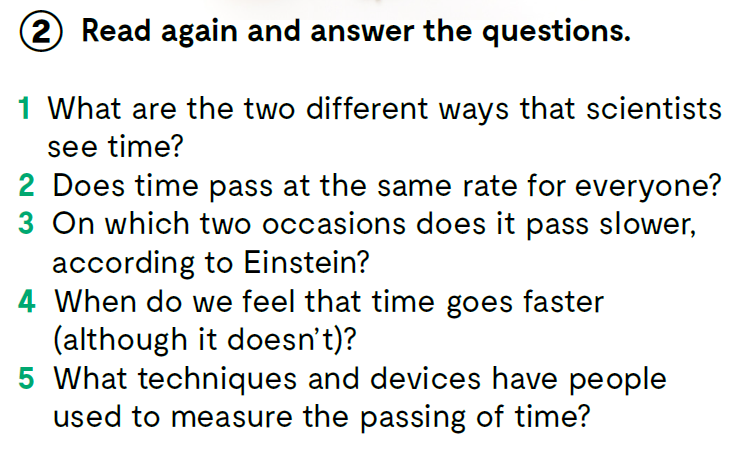 2 Read again and answer the questions.
1 What are the two different ways that scientists
see time?
2 Does time pass at the same rate for everyone?
3 On which two occasions does it pass slower,
according to Einstein?
4 When do we feel that time goes faster
(although it doesn't)?
5 What techniques and devices have people
used to measure the passing of time?